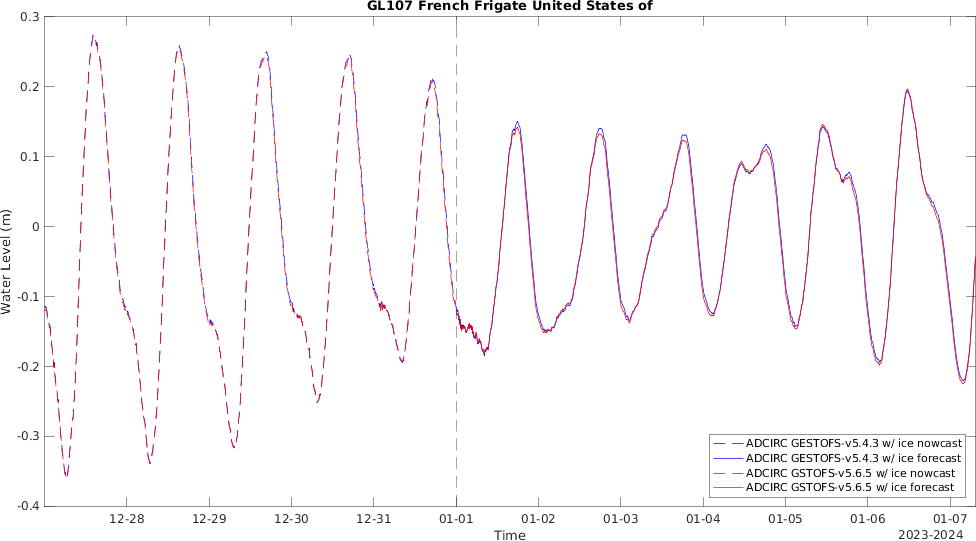 GL107 French Frigate United States of
0.3
0.2
0.1
0
-0.1
-0.2
-0.3
-0.4
Water Level (m)
ADCIRC GESTOFS-v5.4.3 w/ ice nowcast
ADCIRC GESTOFS-v5.4.3 w/ ice forecast
ADCIRC GSTOFS-v5.6.5 w/ ice nowcast
ADCIRC GSTOFS-v5.6.5 w/ ice forecast
12-28 12-29 12-30 12-31 01-01 01-02 01-03 01-04 01-05 01-06 01-07
Time
2023-2024